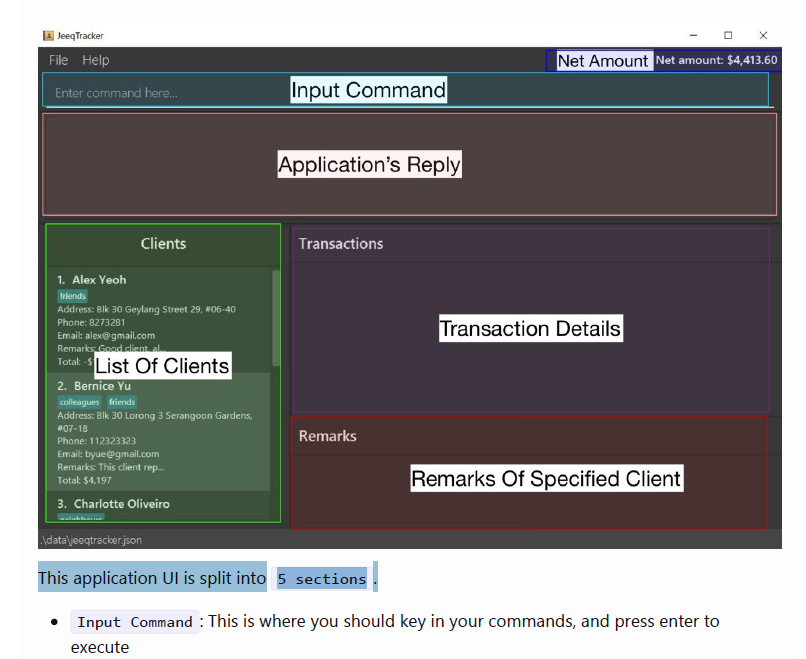 JeeqTracker
File Help
Net Amount Net amount: $4,413.60
Enter command here...
Input Command
Application's Reply
Clients
1. Alex Yeoh
friends
Address: Blk 30 Geylang Street 29, #06-40
Phone: 8273281
Email: alex@gmail.com
Remarks: Good client, al...
Total: -$
List Of Clients
2. Bernice Yu
colleagues friends
Address: Blk 30 Lorong 3 Serangoon Gardens,
#07-18
Phone: 112323323
Email: byue@gmail.com
Remarks: This client rep...
Total: $4,197
3. Charlotte Oliveiro
neighbours
Transactions
Transaction Details
Remarks
Remarks Of Specified Client
.\data\jeeqtracker.json
This application UI is split into 5 sections .
• Input Command : This is where you should key in your commands, and press enter to
execute